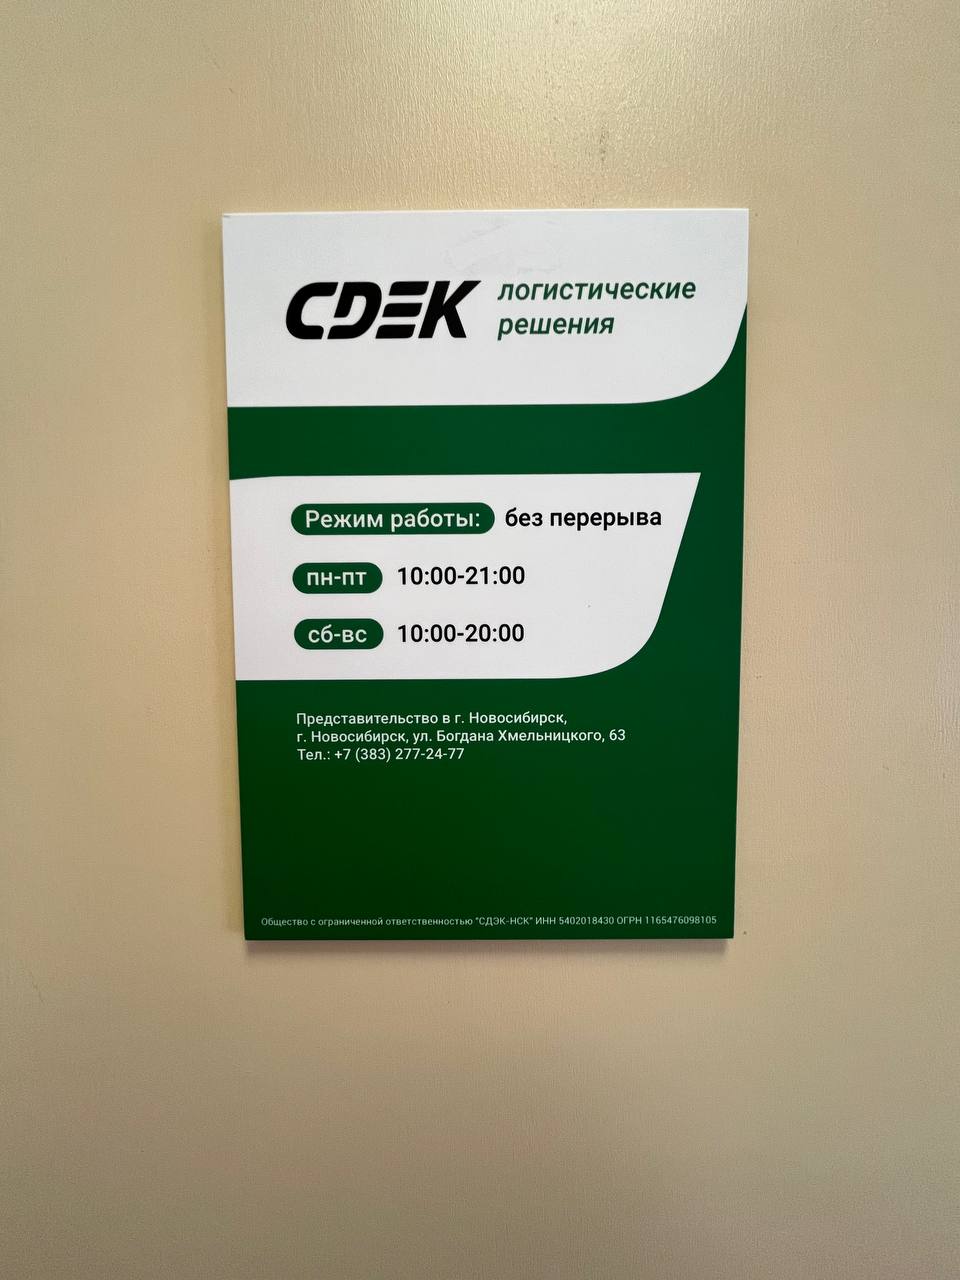 CDEK логистические
решения
Режим работы: без перерыва
пн-пт 10:00-21:00
сб-вс 10:00-20:00
Представительство в г. Новосибирск,
г. Новосибирск, ул. Богдана Хмельницкого, 63
Тел.: +7 (383) 277-24-77
Общество с ограниченной ответственностью "СДЭК-НСК" ИНН 5402018430 ОГРН 1165476098105